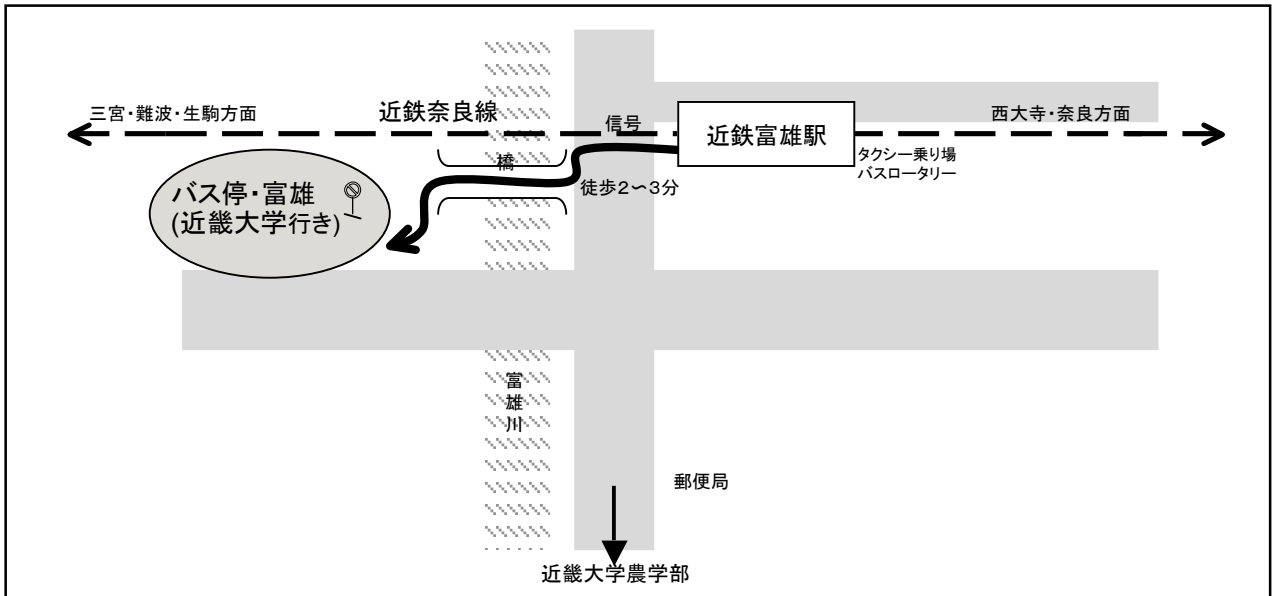 三宮・難波・生駒方面
近鉄奈良線
信号
近鉄富雄駅
西大寺・奈良方面
タクシー乗り場
バスロータリー
橋
徒歩2～3分
バス停・富雄
(近畿大学行き)
富雄川
郵便局
近畿大学農学部